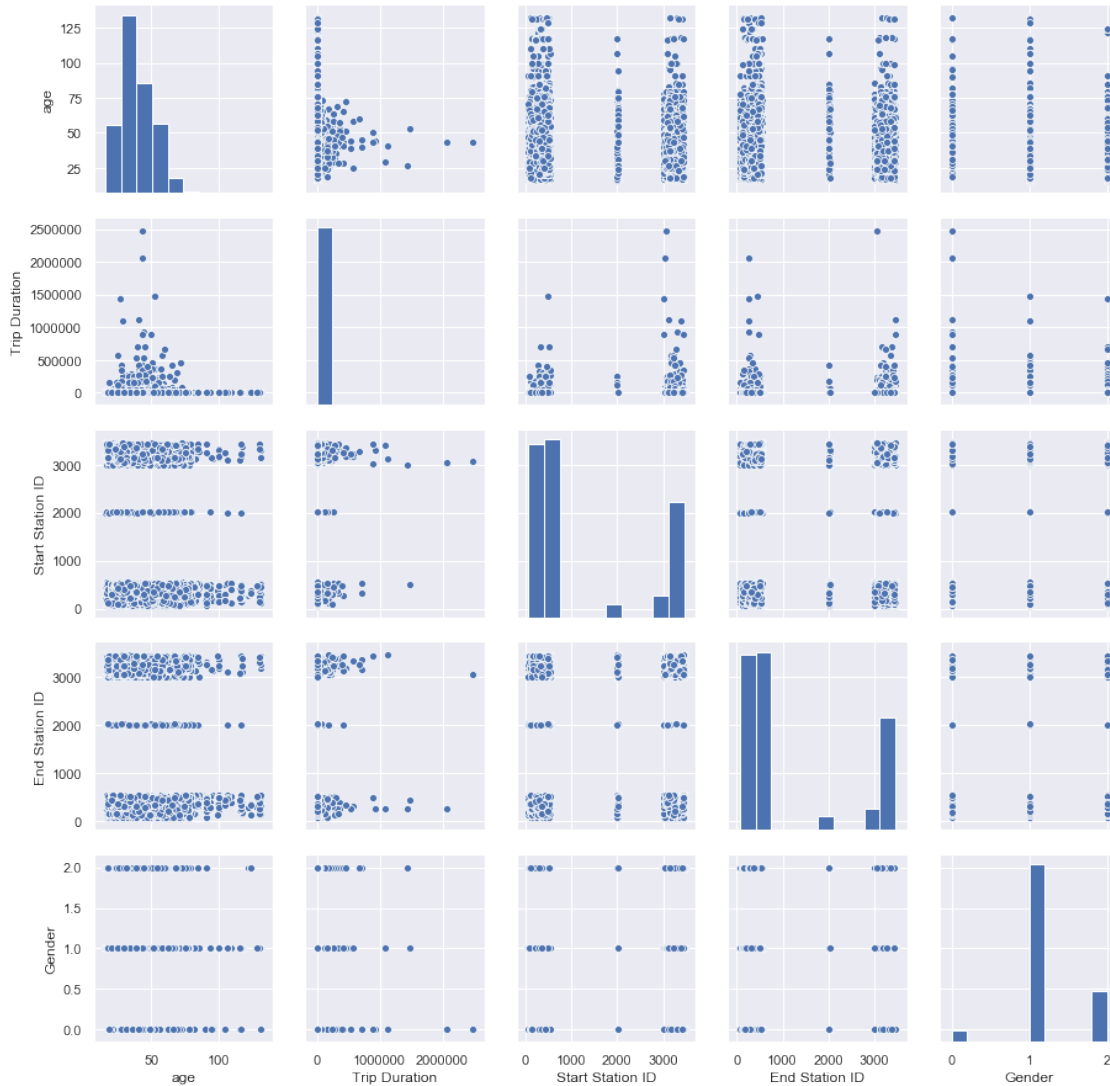 125
100
75
50
25
age
2500000
2000000
1500000
1000000
500000
0
Trip Duration
3000
2000
1000
0
Start Station ID
3000
2000
1000
0
End Station ID
2.0
1.5
1.0
0.5
0.0
Gender
50 100
age
0 1000000 2000000
Trip Duration
0 1000 2000 3000
Start Station ID
0 1000 2000 3000
End Station ID
0 1 2
Gender